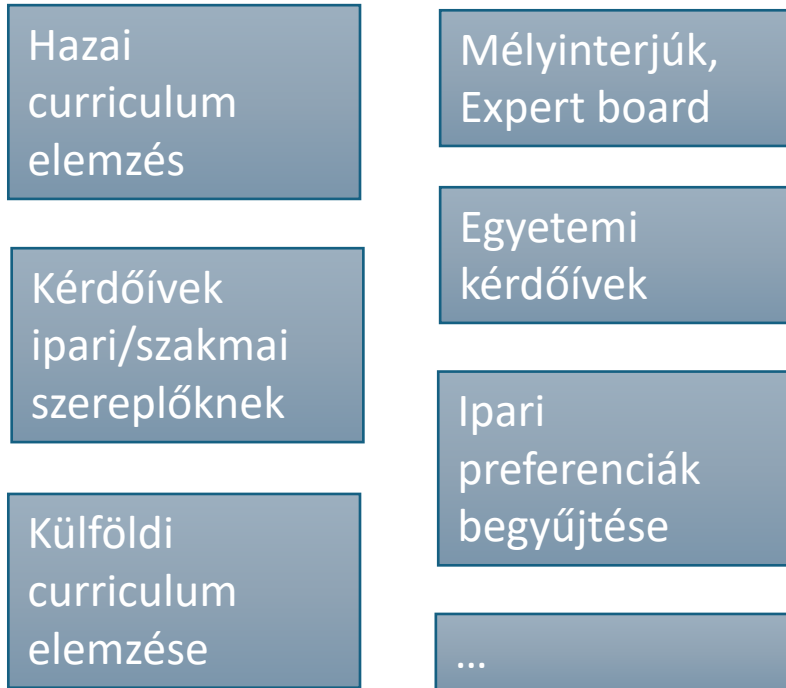 Hazai
curriculum
elemzés
Kérdőívek
ipari/szakmai
szereplőknek
Külföldi
curriculum
elemzése
Mélyinterjúk,
Expert board
Egyetemi
kérdőívek
Ipari
preferenciák
begyűjtése
...